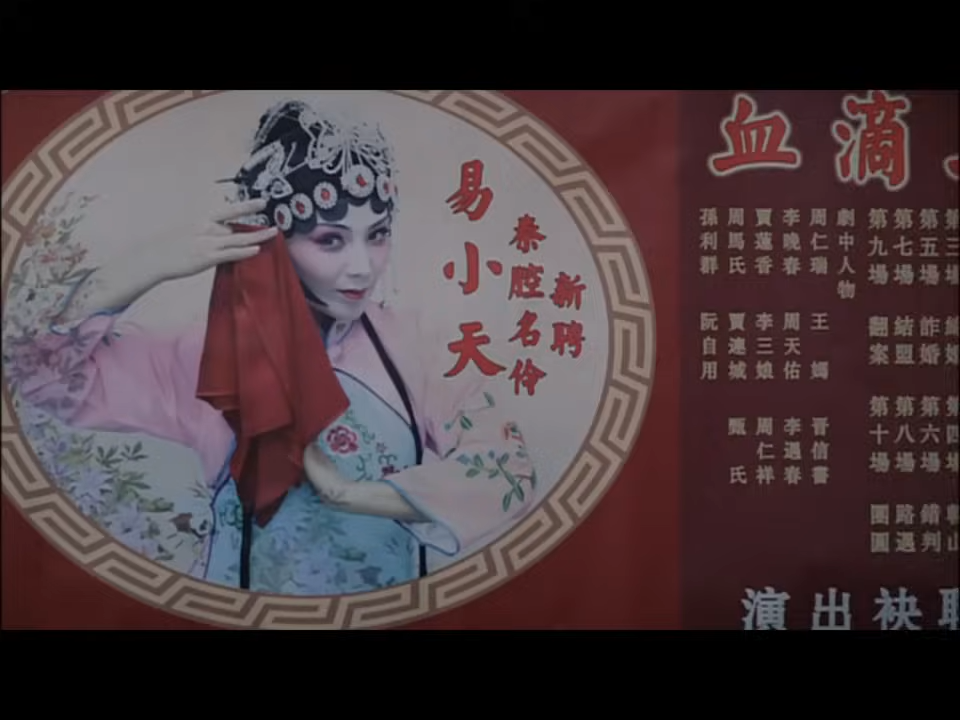 滴血
第五場 詐婚 第六場 錯判
第七場 結盟 第八場 路遇
第九場 翻案 第十場 團圓
劇中人物
周仁瑞 王媽 晋信書
李晚春 周天佑 李遇春
賈蓮香 李三娘 周仁祥
周馬氏 賈連城 甄氏
孫利群 阮自用
袂出演
新聘
秦腔名伶
易小天